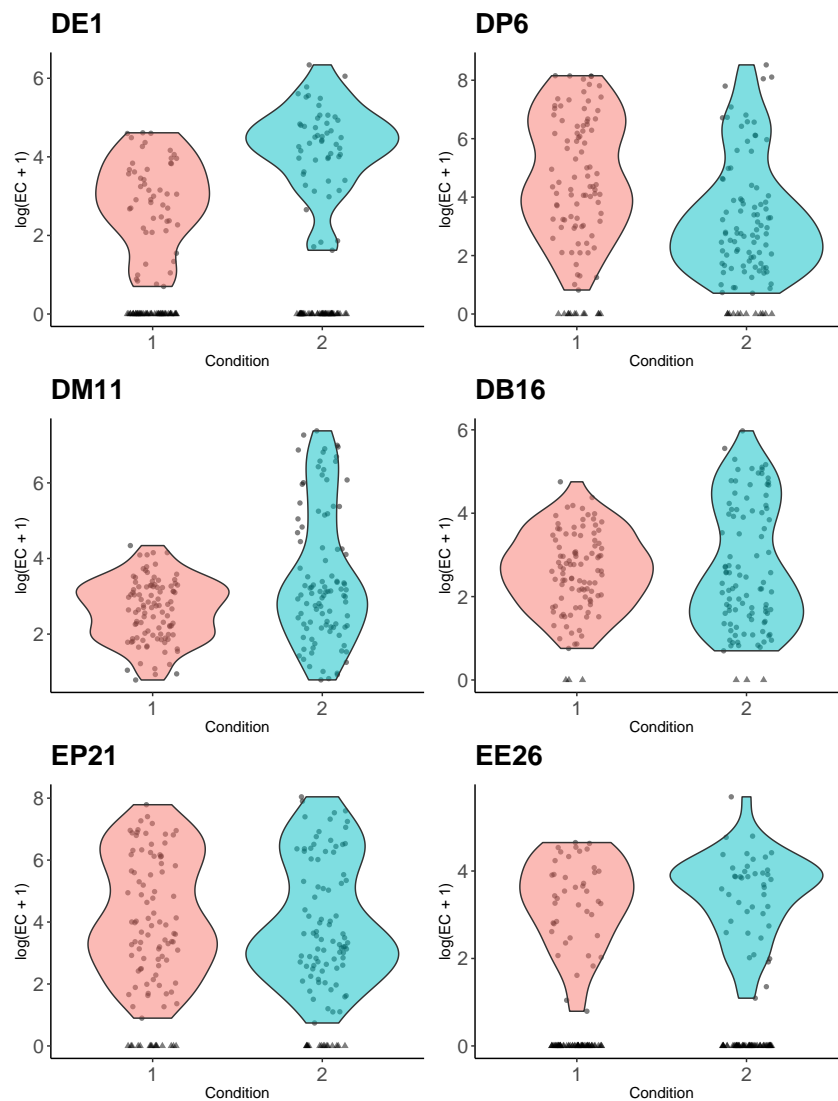 DE1
log(EC + 1)
6
4
2
0
1
2
Condition
DP6
log(EC + 1)
8
6
4
2
0
1
2
Condition
DM11
log(EC + 1)
6
4
2
1
2
Condition
DB16
log(EC + 1)
6
4
2
0
1
2
Condition
EP21
log(EC + 1)
8
6
4
2
0
1
2
Condition
EE26
log(EC + 1)
4
2
0
1
2
Condition